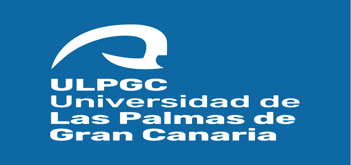 ULPGC
Universidad de
Las Palmas de
Gran Canaria